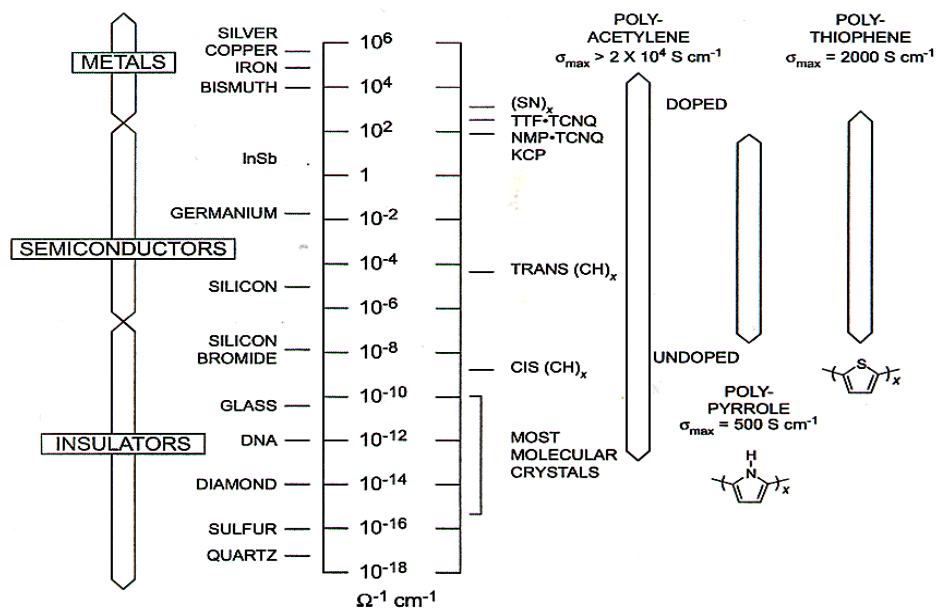 METALS
SEMICONDUCTORS
INSULATORS
SILVER
COPPER
IRON
BISMUTH
InSb
GERMANIUM
SILICON
SILICON
BROMIDE
GLASS
DNA
DIAMOND
SULFUR
QUARTZ
10⁶
10⁴
10²
1
10⁻²
10⁻⁴
10⁻⁶
10⁻⁸
10⁻¹⁰
10⁻¹²
10⁻¹⁴
10⁻¹⁶
10⁻¹⁸
Ω⁻¹ cm⁻¹
(SN)ₓ
TTF•TCNQ
NMP•TCNQ
KCP
TRANS (CH)ₓ
CIS (CH)ₓ
MOST
MOLECULAR
CRYSTALS
POLY-
ACETYLENE
σmax > 2 X 10⁴ S cm⁻¹
DOPED
UNDOPED
POLY-
PYRROLE
σmax = 500 S cm⁻¹
H
N
x
POLY-
THIOPHENE
σmax = 2000 S cm⁻¹
S
x